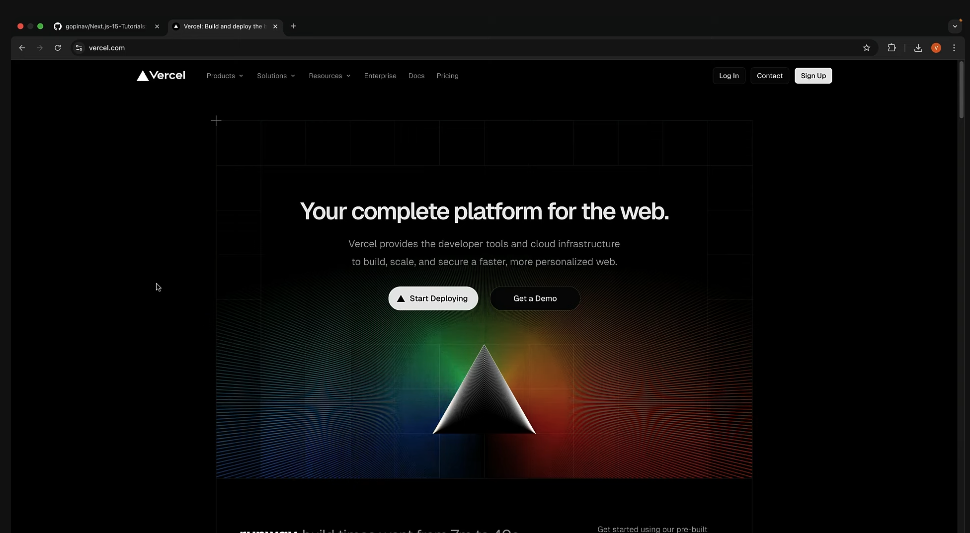 gopinav/Next.js-15-Tutorials
Vercel: Build and deploy the
vercel.com
V
Vercel
Products
Solutions
Resources
Enterprise
Docs
Pricing
Log In
Contact
Sign Up
Your complete platform for the web.
Vercel provides the developer tools and cloud infrastructure
to build, scale, and secure a faster, more personalized web.
Start Deploying
Get a Demo
build times went from 7m to 40s.
Get started using our pre-built